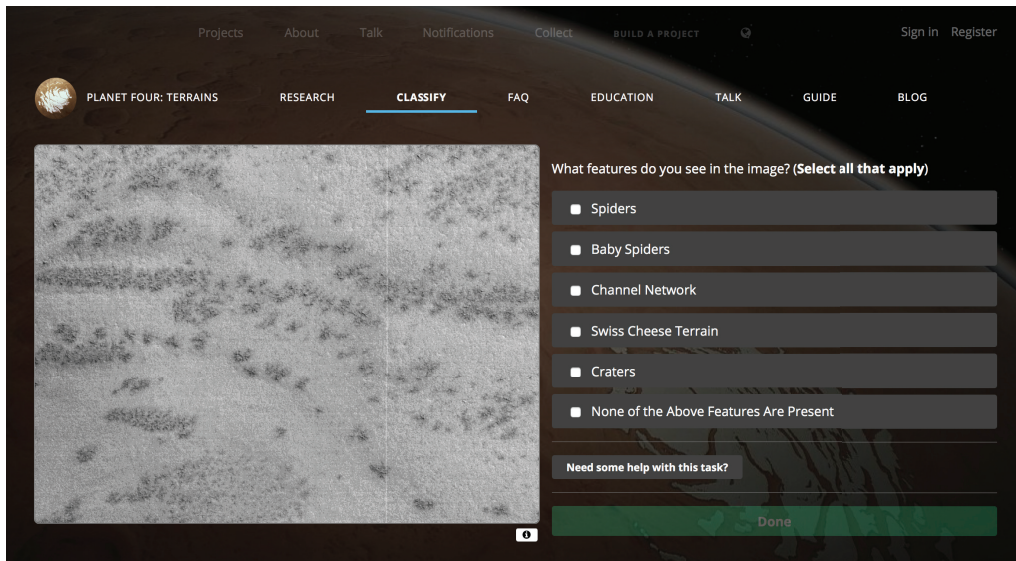 Projects About Talk Notifications Collect BUILD A PROJECT Sign in Register
PLANET FOUR: TERRAINS RESEARCH CLASSIFY FAQ EDUCATION TALK GUIDE BLOG
What features do you see in the image? (Select all that apply)
Spiders
Baby Spiders
Channel Network
Swiss Cheese Terrain
Craters
None of the Above Features Are Present
Need some help with this task?
Done